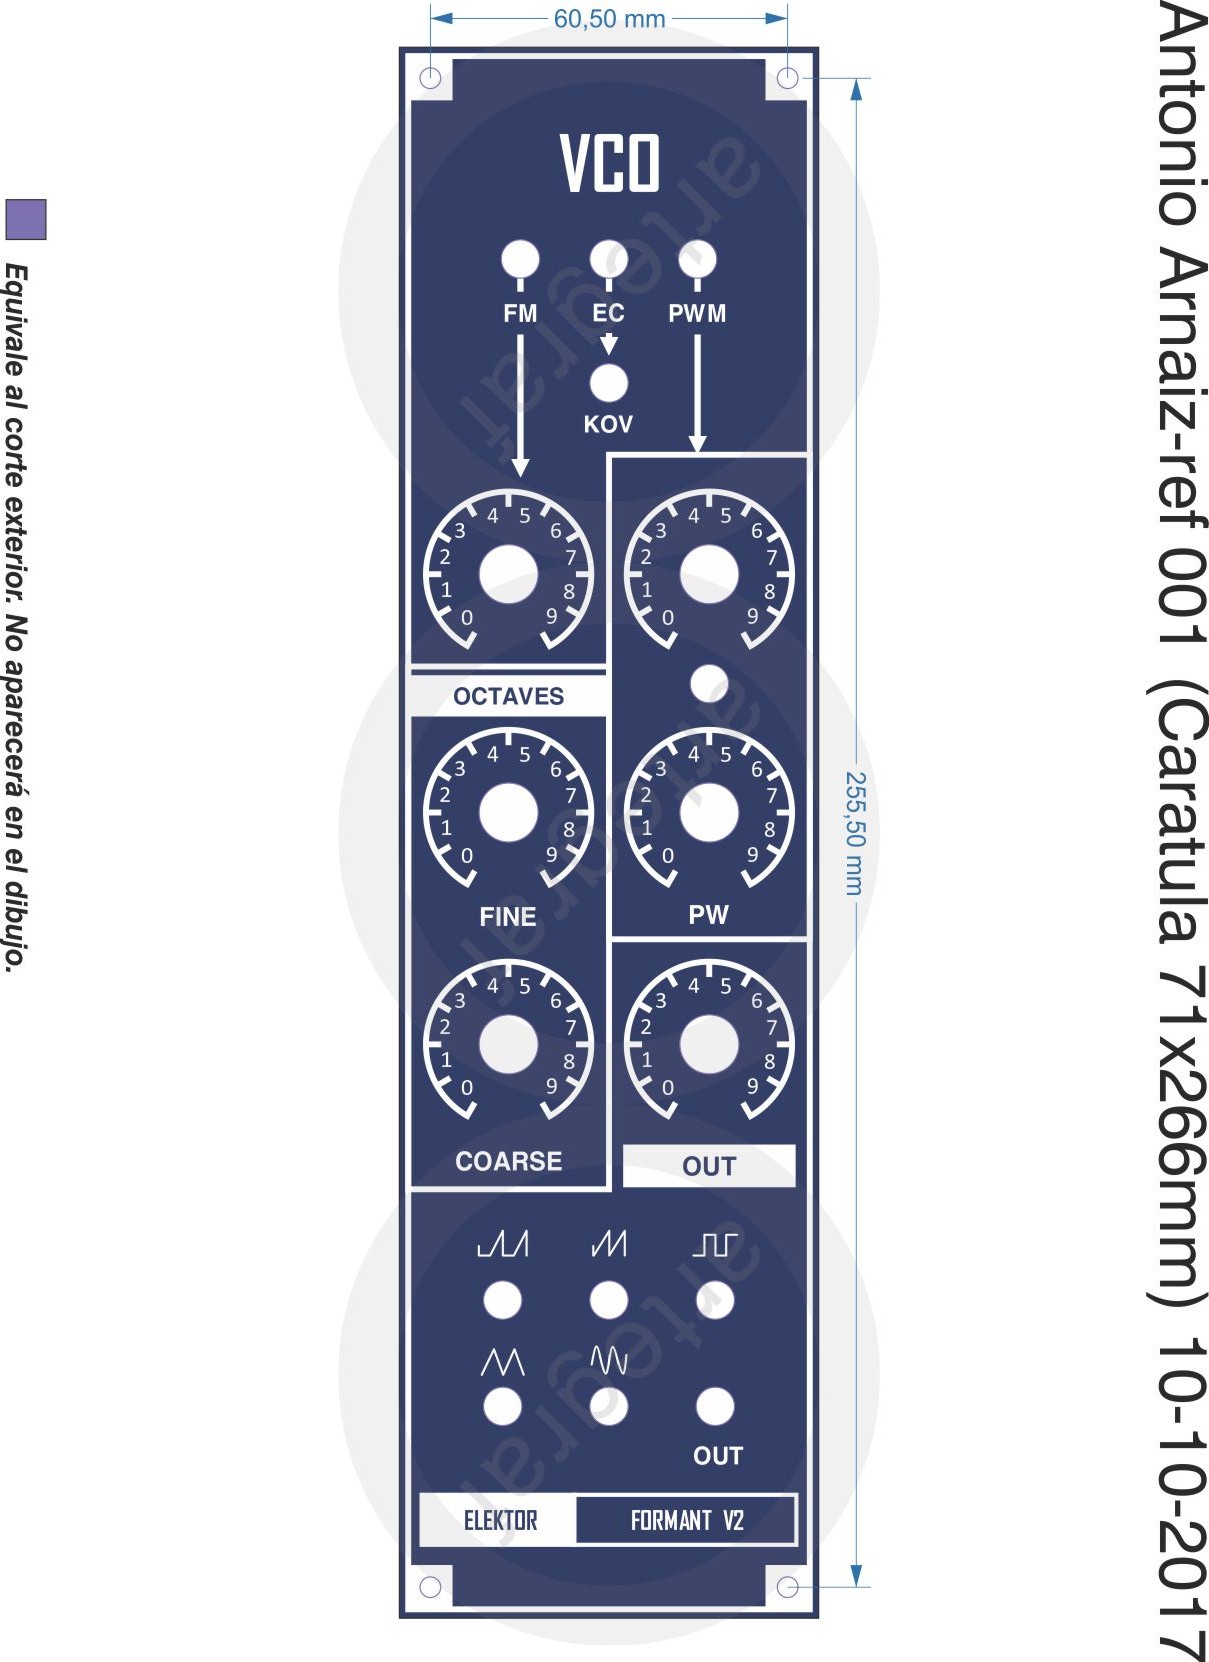 60,50 mm
VCO
FM EC PWM
KOV
0 1 2 3 4 5 6 7 8 9
0 1 2 3 4 5 6 7 8 9
OCTAVES
0 1 2 3 4 5 6 7 8 9
0 1 2 3 4 5 6 7 8 9
FINE
PW
0 1 2 3 4 5 6 7 8 9
0 1 2 3 4 5 6 7 8 9
COARSE
OUT
OUT
ELEKTOR FORMANT V2
255,50 mm
Antonio Arnaiz-ref 001 (Caratula 71x266mm) 10-10-2017
Equivale al corte exterior. No aparecerá en el dibujo.
artegraf
artegraf
artegraf